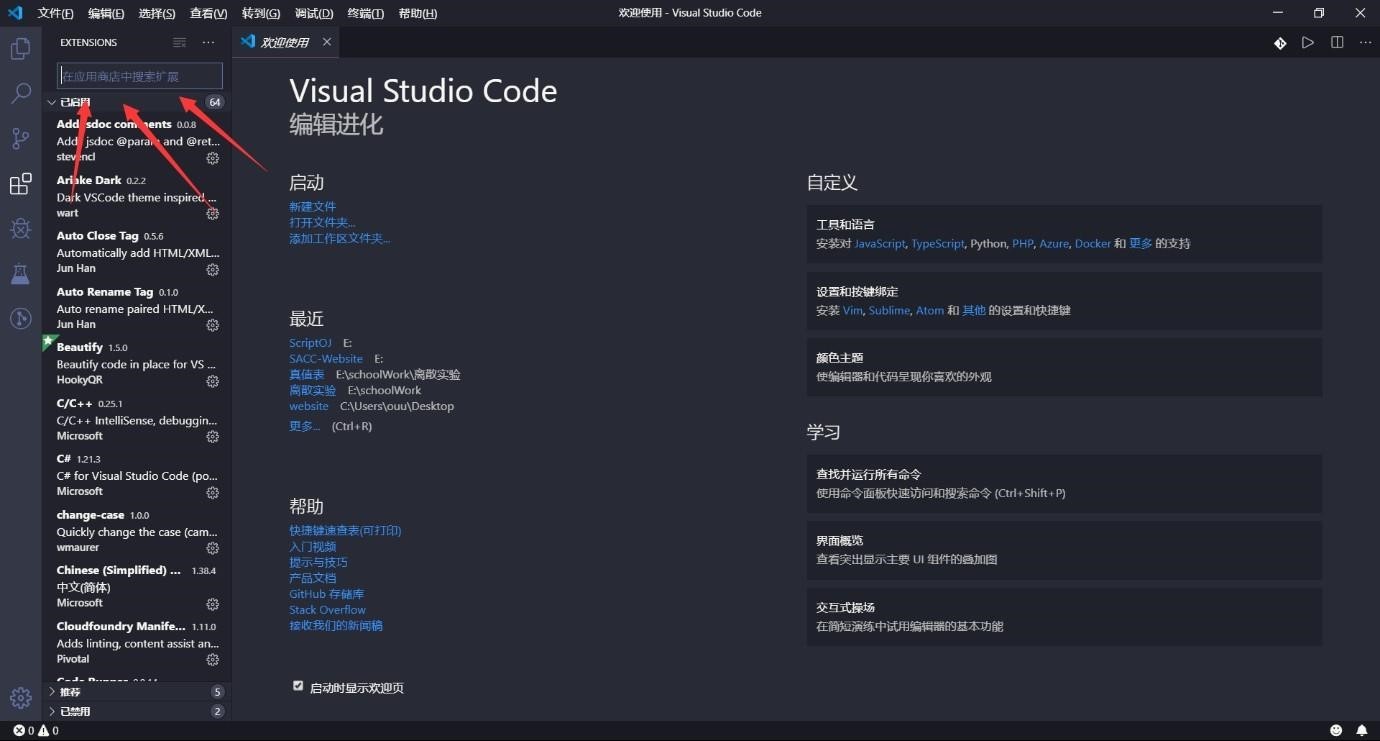 文件(F) 编辑(E) 选择(S) 查看(V) 转到(G) 调试(D) 终端(T) 帮助(H)
欢迎使用 - Visual Studio Code
EXTENSIONS
欢迎使用
在应用商店中搜索扩展
已启用 64
0.0.8
stevencl
0.2.2
Dark VSCode theme inspired ...
wart
Auto Close Tag 0.5.6
Automatically add HTML/XML...
Jun Han
Auto Rename Tag 0.1.0
Auto rename paired HTML/X...
Jun Han
Beautify 1.5.0
Beautify code in place for VS ...
HookyQR
C/C++ 0.25.1
C/C++ IntelliSense, debuggin...
Microsoft
C# 1.21.3
C# for Visual Studio Code (po...
Microsoft
change-case 1.0.0
Quickly change the case (cam...
wmaurer
Chinese (Simplified) ... 1.38.4
中文(简体)
Microsoft
Cloudfoundry Manife... 1.11.0
Adds linting, content assist an...
Pivotal
推荐 5
已禁用 2
0 0
Visual Studio Code
编辑进化
启动
新建文件
打开文件夹...
添加工作区文件夹...
最近
ScriptOJ E:
SACC-Website E:
真值表 E:\schoolWork\离散实验
离散实验 E:\schoolWork
website C:\Users\ouu\Desktop
更多... (Ctrl+R)
帮助
快捷键速查表(可打印)
入门视频
提示与技巧
产品文档
GitHub 存储库
Stack Overflow
接收我们的新闻稿
启动时显示欢迎页
自定义
工具和语言
安装对 JavaScript, TypeScript, Python, PHP, Azure, Docker 和 更多 的支持
设置和按键绑定
安装 Vim, Sublime, Atom 和 其他 的设置和快捷键
颜色主题
使编辑器和代码呈现你喜欢的外观
学习
查找并运行所有命令
使用命令面板快速访问和搜索命令 (Ctrl+Shift+P)
界面概览
查看突出显示主要 UI 组件的叠加图
交互式操场
在简短演练中试用编辑器的基本功能